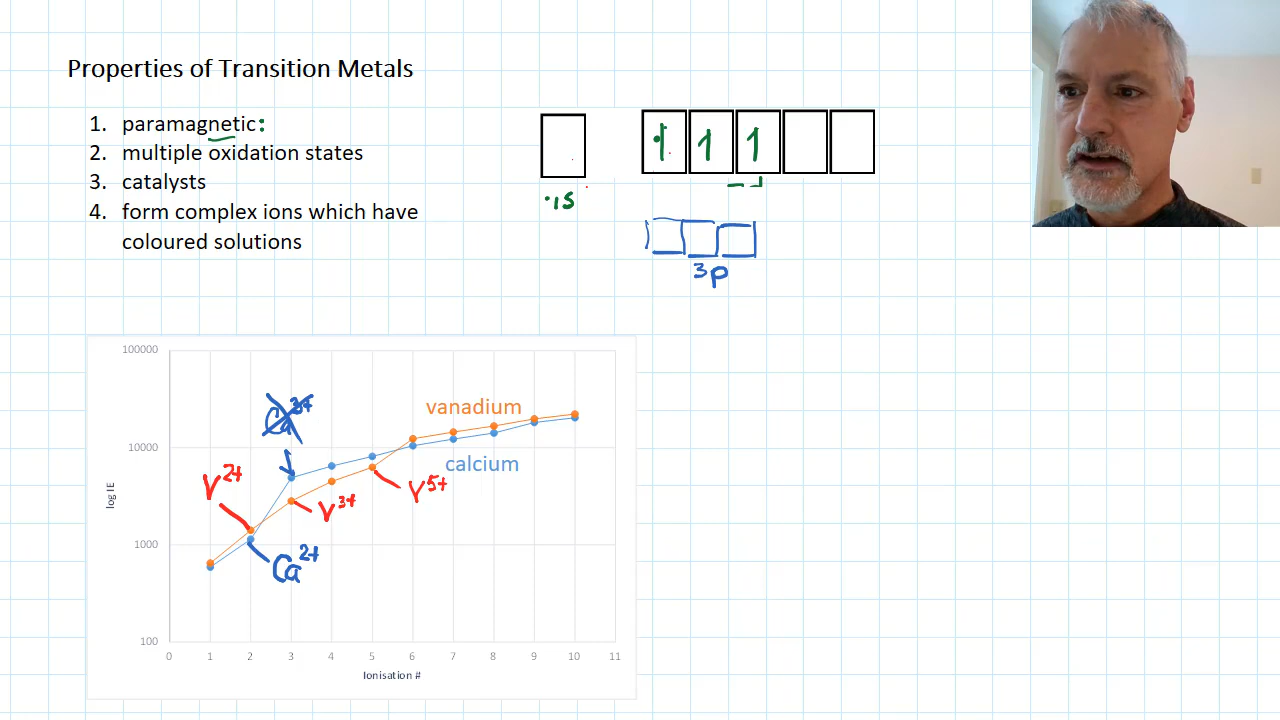 Properties of Transition Metals
1. paramagnetic:
2. multiple oxidation states
3. catalysts
4. form complex ions which have
coloured solutions
3p
100000
10000
1000
100
log IE
0 1 2 3 4 5 6 7 8 9 10 11
Ionisation #
vanadium
calcium
Ca3+
V2+
V3+
V5+
Ca2+